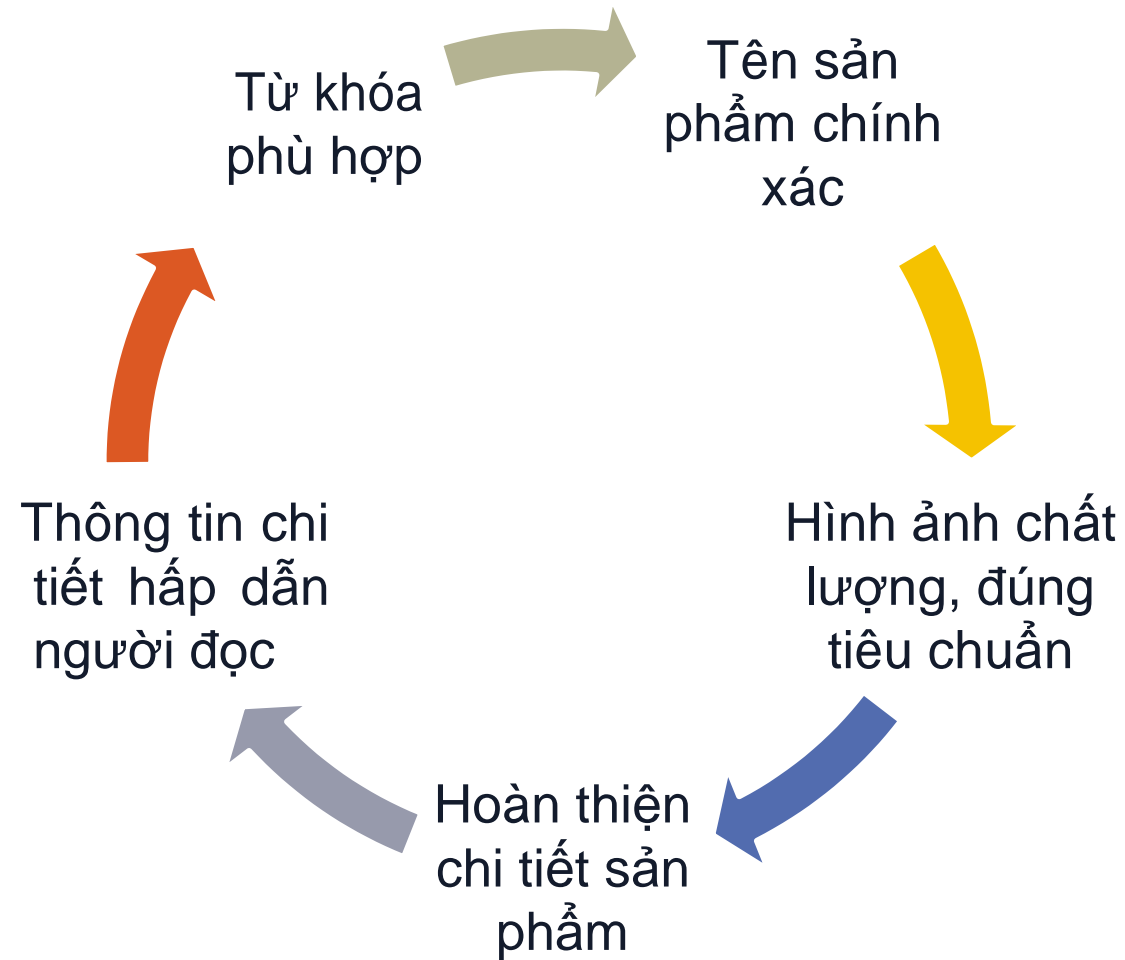 Từ khóa
phù hợp
Tên sản
phẩm chính
xác
Hình ảnh chất
lượng, đúng
tiêu chuẩn
Hoàn thiện
chi tiết sản
phẩm
Thông tin chi
tiết hấp dẫn
người đọc